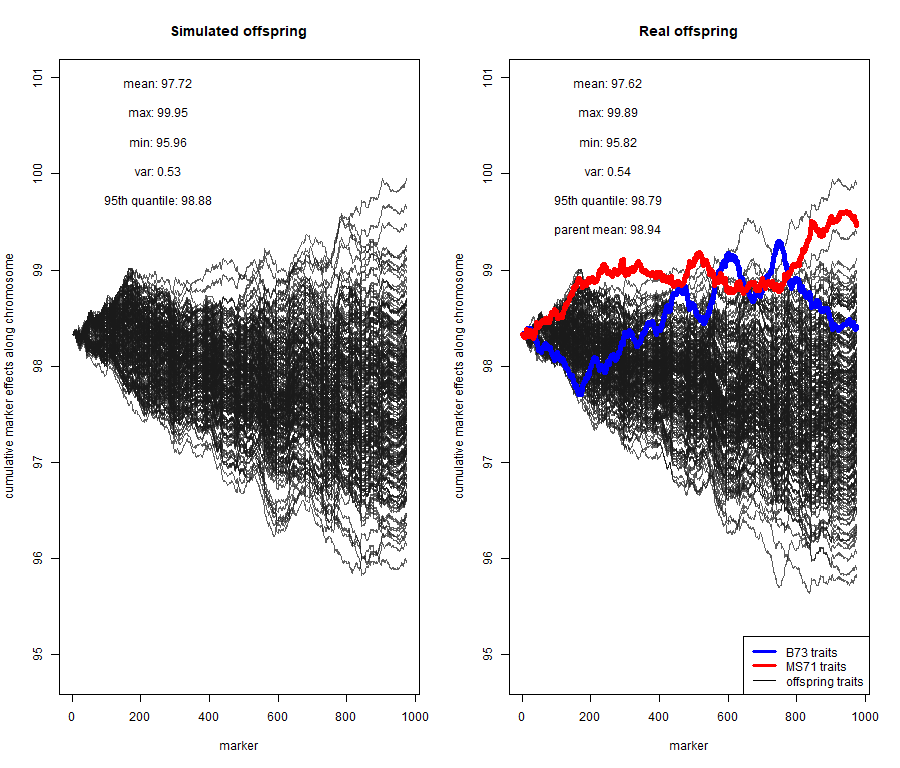 Simulated offspring
mean: 97.72
max: 99.95
min: 95.96
var: 0.53
95th quantile: 98.88
cumulative marker effects along chromosome
101
100
99
98
97
96
95
0 200 400 600 800 1000
marker
Real offspring
mean: 97.62
max: 99.89
min: 95.82
var: 0.54
95th quantile: 98.79
parent mean: 98.94
cumulative marker effects along chromosome
101
100
99
98
97
96
95
B73 traits
MS71 traits
offspring traits
0 200 400 600 800 1000
marker